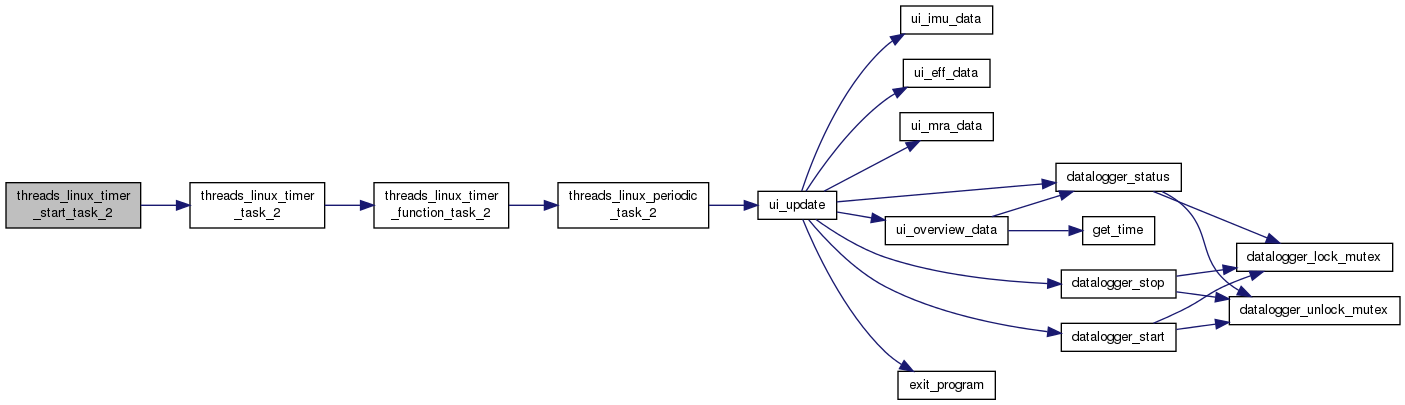 threads_linux_timer
_start_task_2
threads_linux_timer
_task_2
threads_linux_timer
_function_task_2
threads_linux_periodic
_task_2
ui_update
ui_imu_data
ui_eff_data
ui_mra_data
datalogger_status
ui_overview_data
get_time
datalogger_lock_mutex
datalogger_stop
datalogger_unlock_mutex
datalogger_start
exit_program